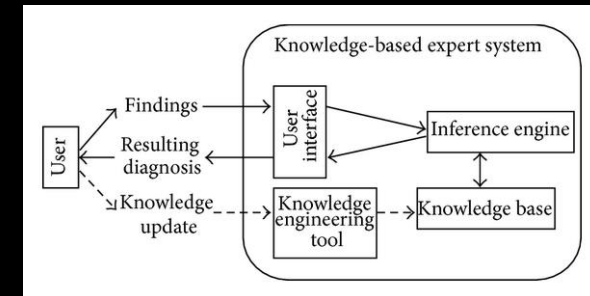 Knowledge-based expert system
Findings
User
interface
Inference engine
User
Resulting
diagnosis
Knowledge
update
Knowledge
engineering
tool
Knowledge base